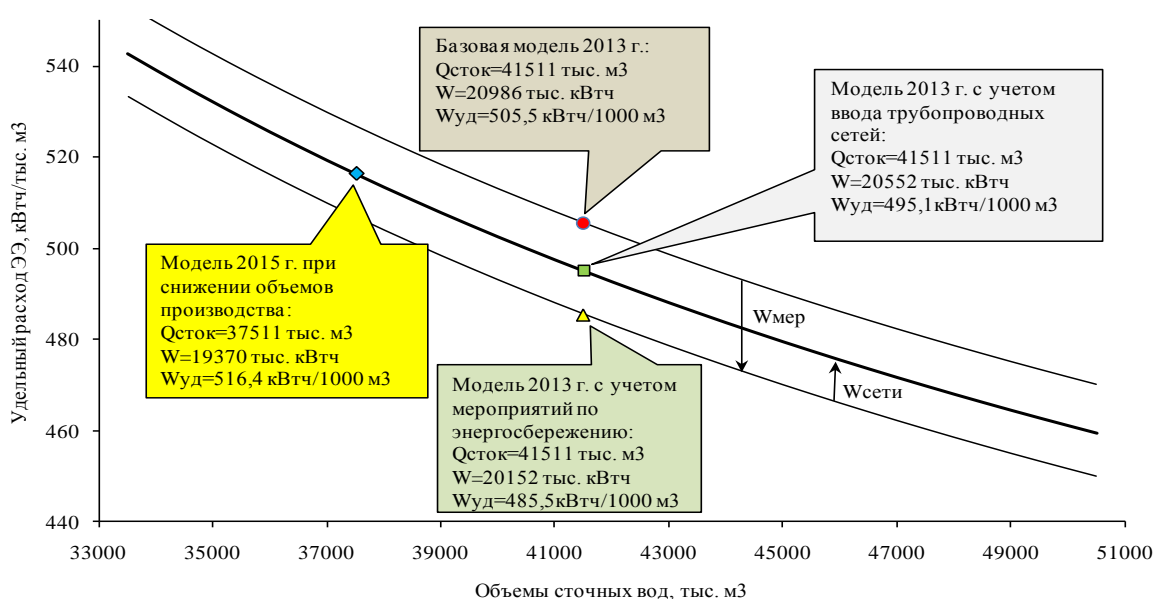 Удельный расход ЭЭ, кВтч/тыс. м3
540
520
500
480
460
440
Базовая модель 2013 г.:
Qсток=41511 тыс. м3
W=20986 тыс. кВтч
Wуд=505,5 кВтч/1000 м3
Модель 2013 г. с учетом
ввода трубопроводных
сетей:
Qсток=41511 тыс. м3
W=20552 тыс. кВтч
Wуд=495,1кВтч/1000 м3
Модель 2015 г. при
снижении объемов
производства:
Qсток=37511 тыс. м3
W=19370 тыс. кВтч
Wуд=516,4 кВтч/1000 м3
Wмер
Wсети
Модель 2013 г. с учетом
мероприятий по
энергосбережению:
Qсток=41511 тыс. м3
W=20152 тыс. кВтч
Wуд=485,5кВтч/1000 м3
33000 35000 37000 39000 41000 43000 45000 47000 49000 51000
Объемы сточных вод, тыс. м3